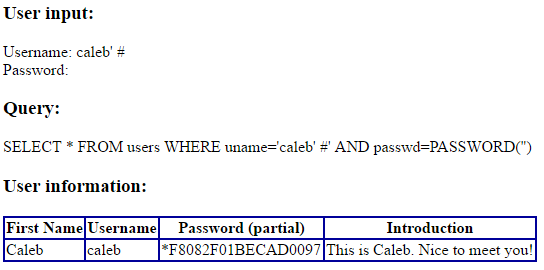 User input:
Username: caleb' #
Password:
Query:
SELECT * FROM users WHERE uname='caleb' #' AND passwd=PASSWORD('')
User information:
First Name Username Password (partial) Introduction
Caleb caleb *F8082F01BECAD0097 This is Caleb. Nice to meet you!